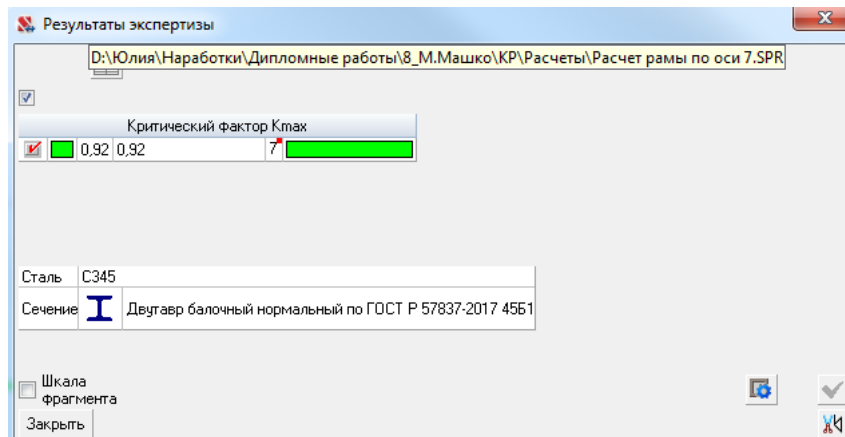 Результаты экспертизы
D:\Юлия\Наработки\Дипломные работы\8_М.Машко\КР\Расчеты\Расчет рамы по оси 7.SPR
Критический фактор Kmax
0,92 0,92 7
Сталь С345
Сечение Двутавр балочный нормальный по ГОСТ Р 57837-2017 45Б1
Шкала
фрагмента
Закрыть